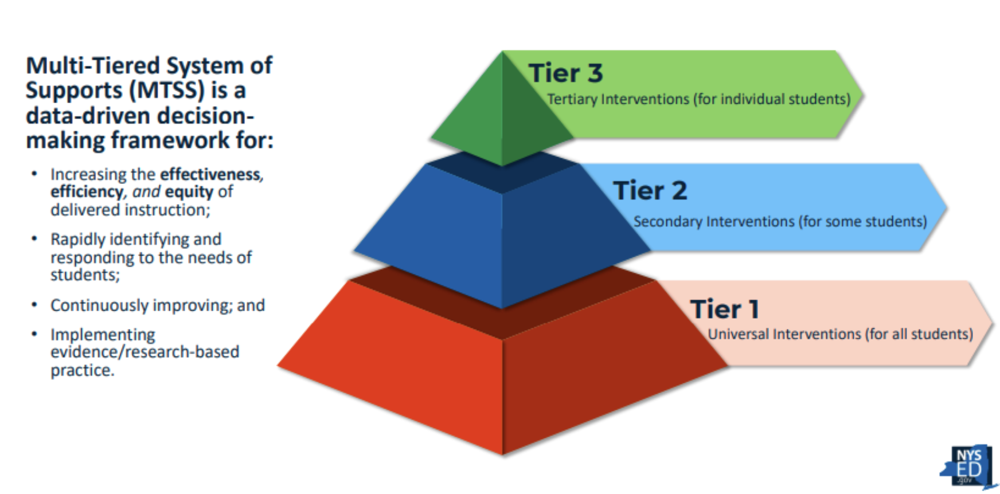 Multi-Tiered System of
Supports (MTSS) is a
data-driven decision-
making framework for:
• Increasing the effectiveness,
efficiency, and equity of
delivered instruction;
• Rapidly identifying and
responding to the needs of
students;
• Continuously improving; and
• Implementing
evidence/research-based
practice.
Tier 3
Tertiary Interventions (for individual students)
Tier 2
Secondary Interventions (for some students)
Tier 1
Universal Interventions (for all students)
NYS
ED
.gov